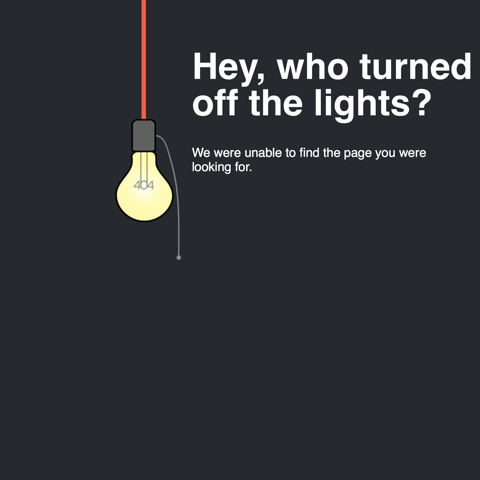 Hey, who turned
off the lights?
We were unable to find the page you were
looking for.
404